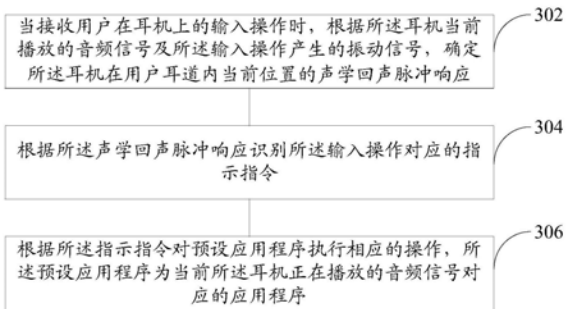 当接收用户在耳机上的输入操作时，根据所述耳机当前
302
播放的音频信号及所述输入操作产生的振动信号，确定
所述耳机在用户耳道内当前位置的声学回声脉冲响应
304
根据所述声学回声脉冲响应识别所述输入操作对应的指
示指令
306
根据所述指示指令对预设应用程序执行相应的操作，所
述预设应用程序为当前所述耳机正在播放的音频信号对
应的应用程序